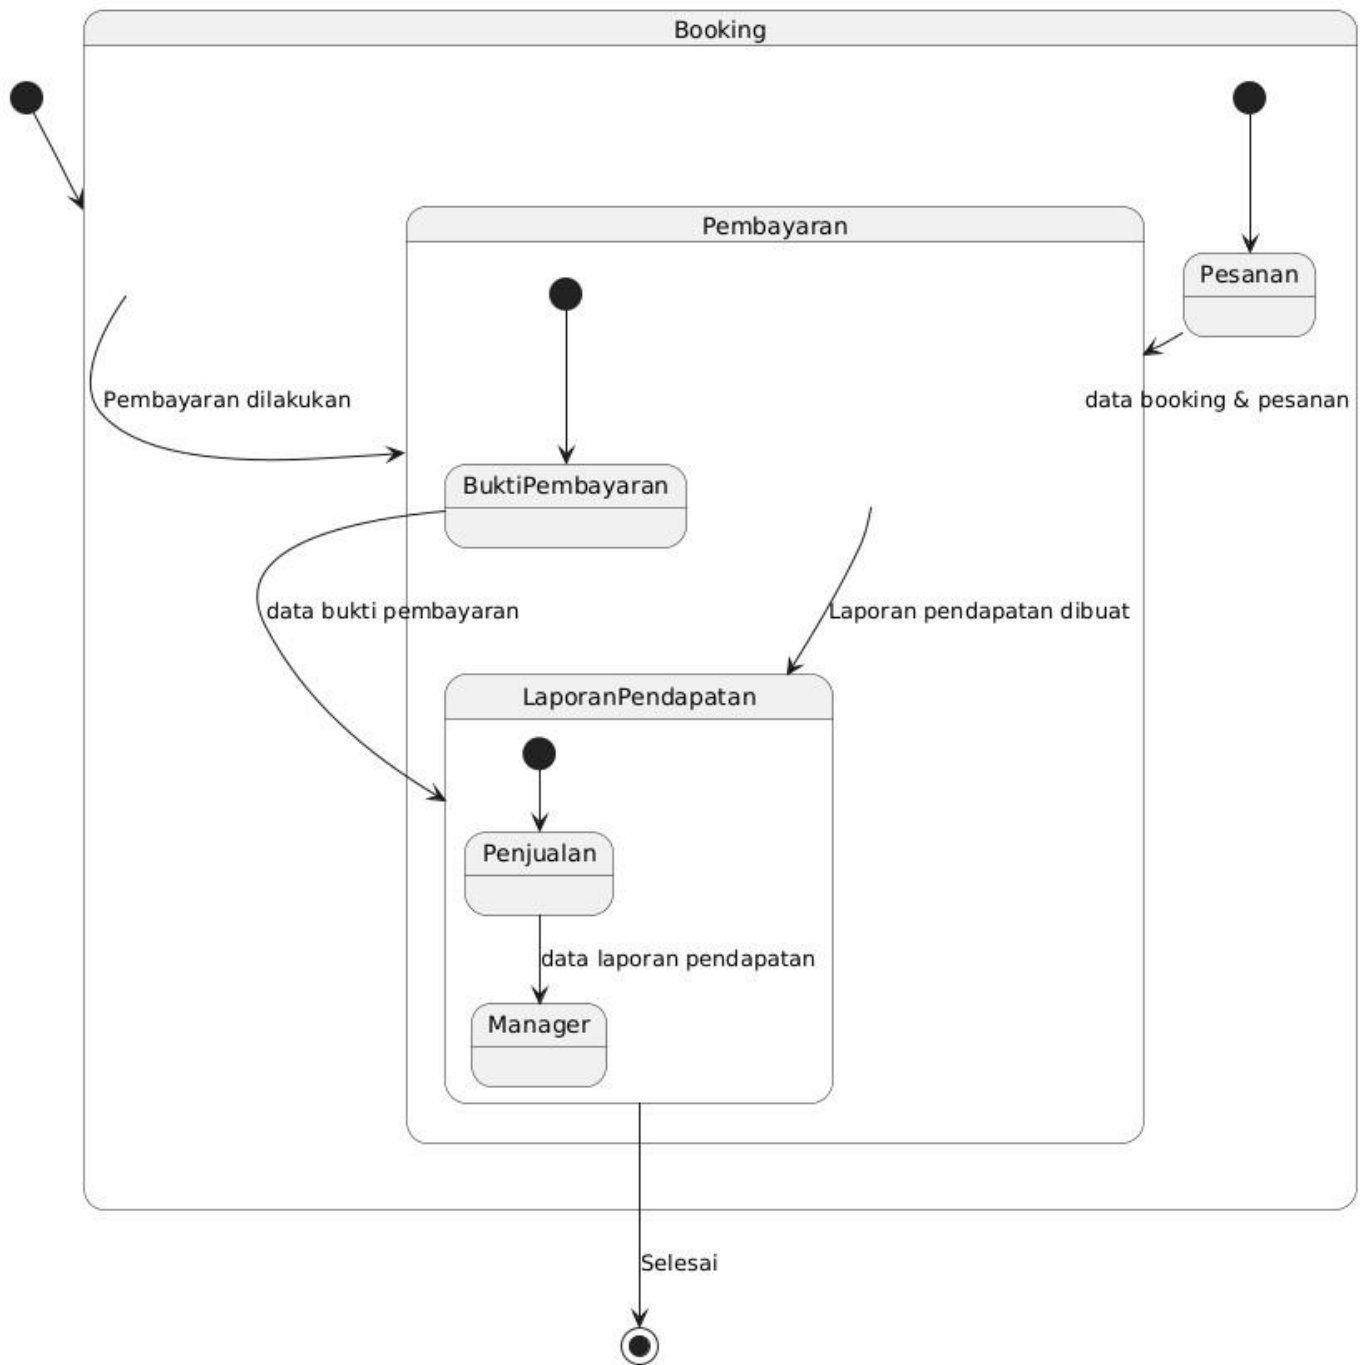 Booking
Pembayaran
Pesanan
Pembayaran dilakukan
data booking & pesanan
BuktiPembayaran
data bukti pembayaran
Laporan pendapatan dibuat
LaporanPendapatan
Penjualan
data laporan pendapatan
Manager
Selesai